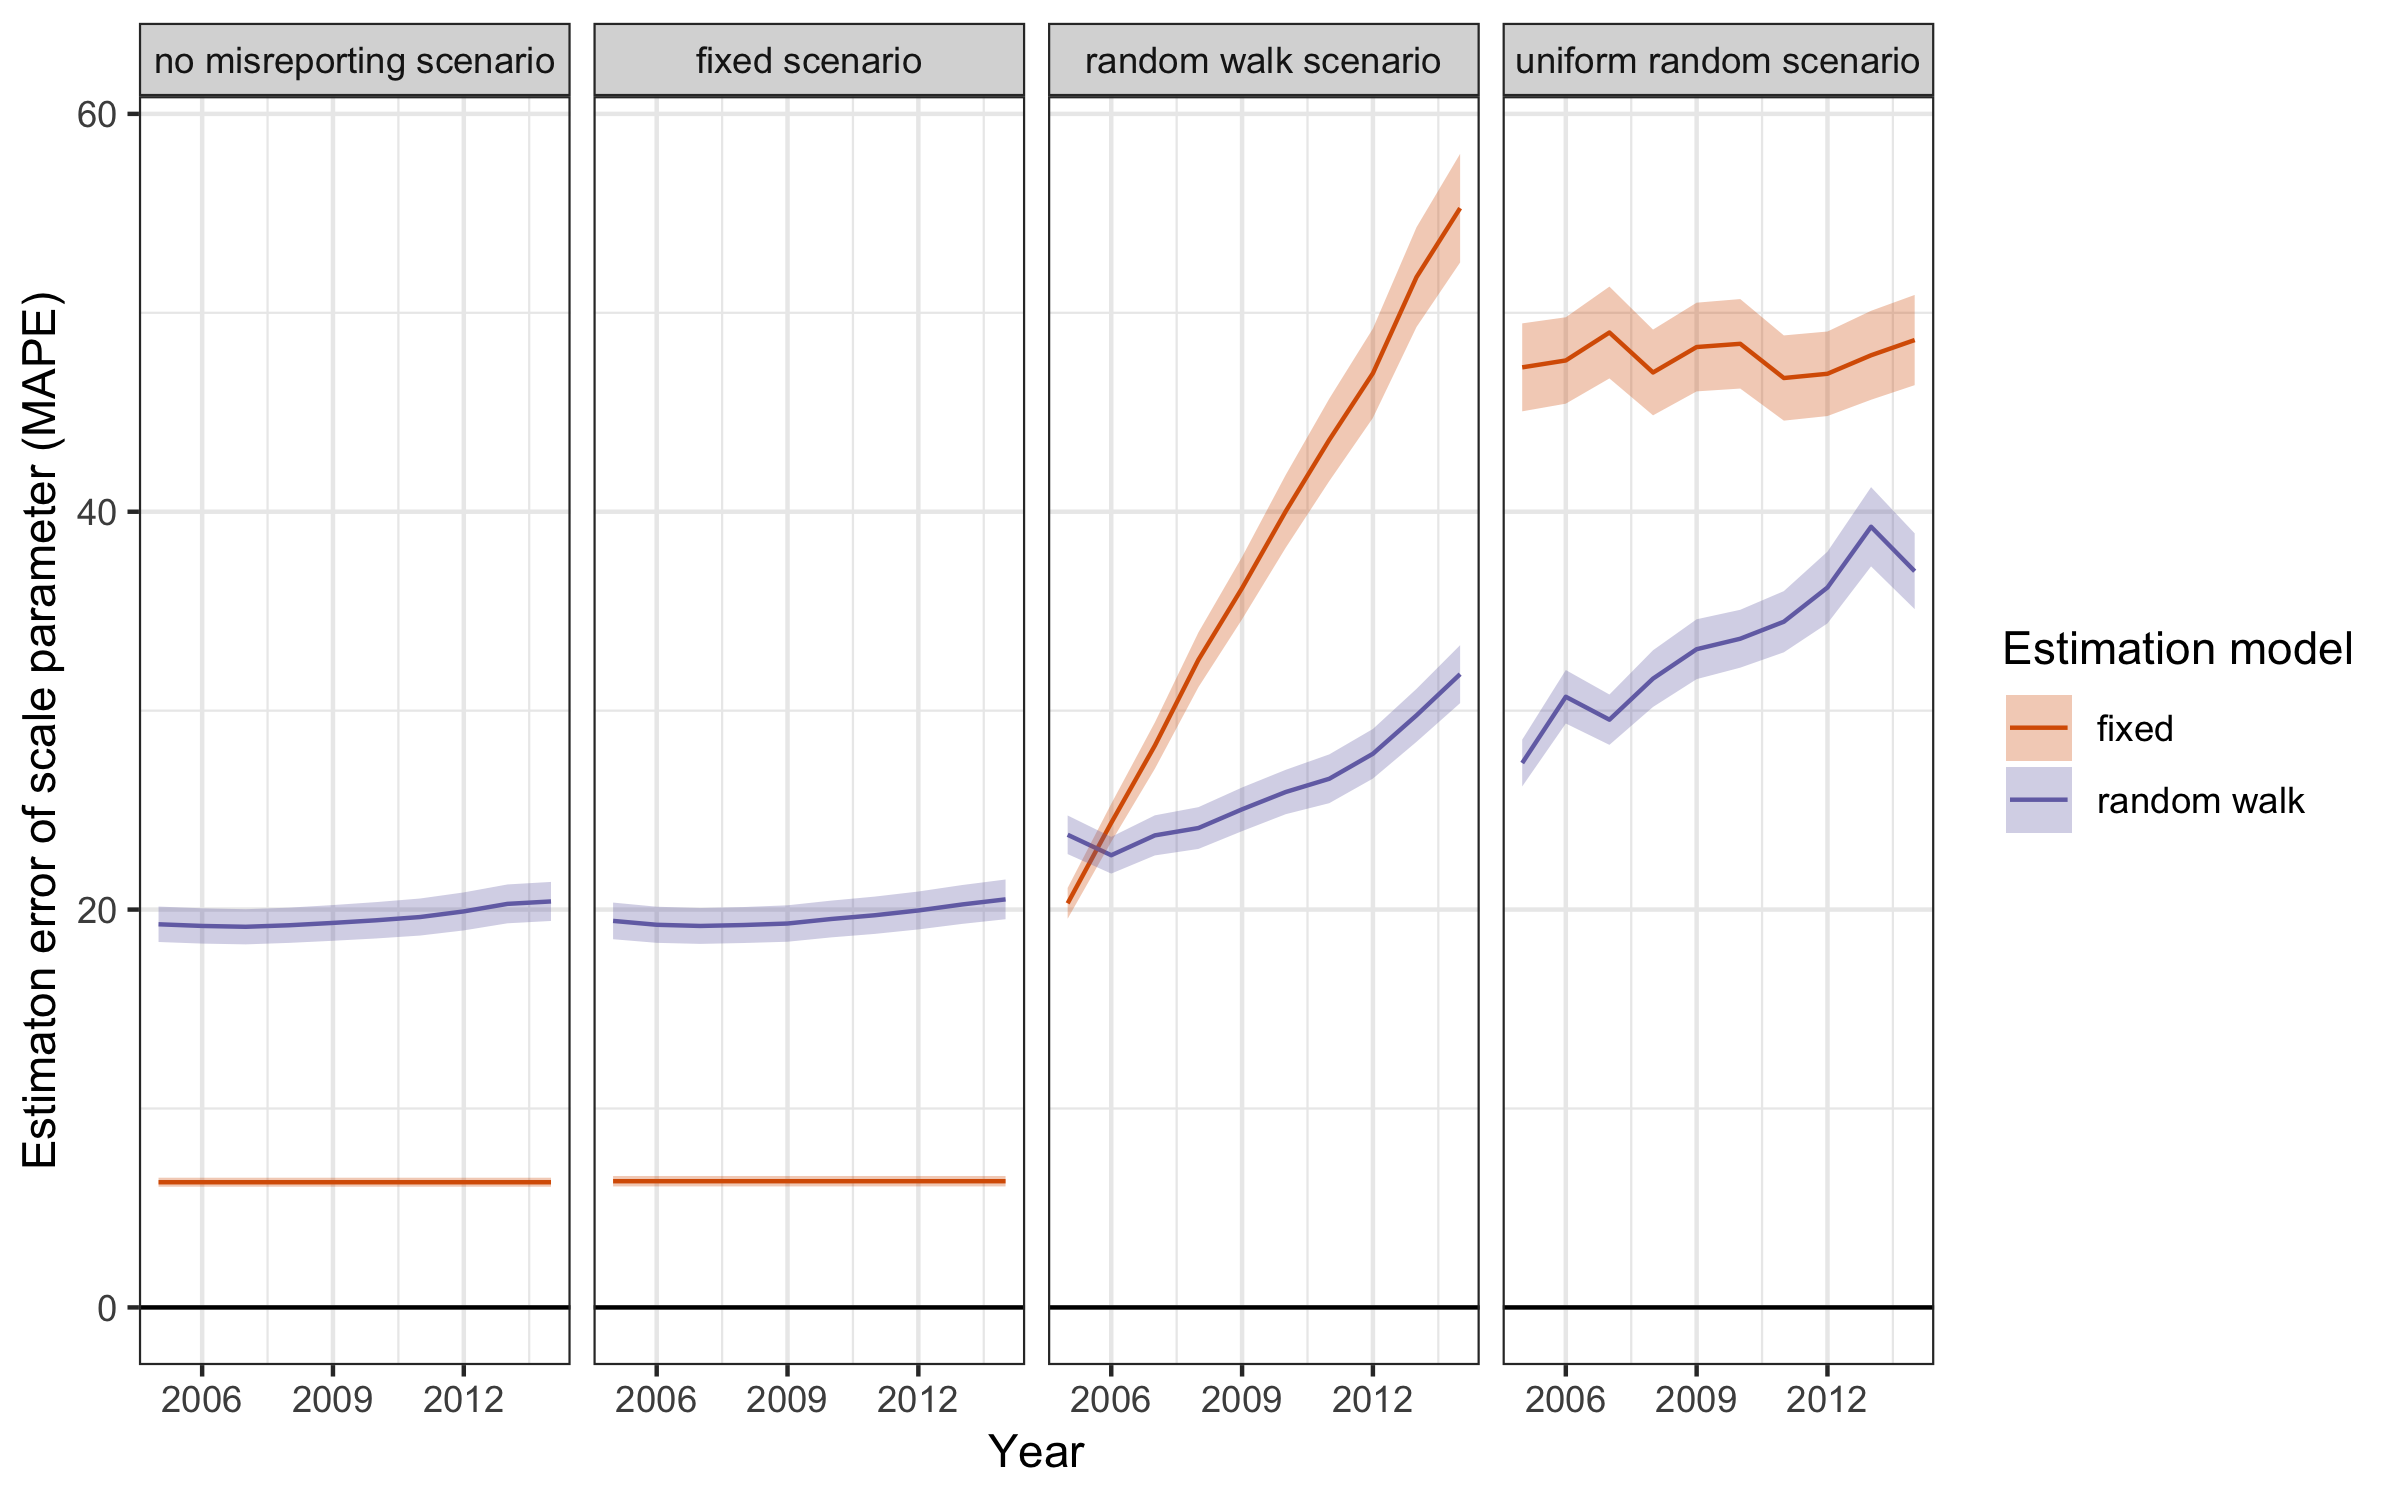 no misreporting scenario
fixed scenario
random walk scenario
uniform random scenario
Estimaton error of scale parameter (MAPE)
60
40
20
0
2006 2009 2012
2006 2009 2012
2006 2009 2012
2006 2009 2012
Year
Estimation model
fixed
random walk